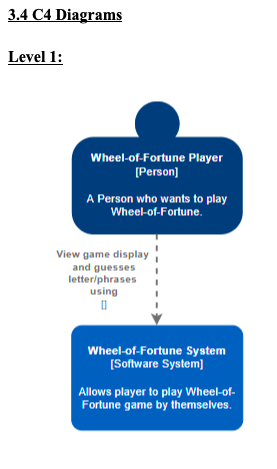 3.4 C4 Diagrams
Level 1:
Wheel-of-Fortune Player
[Person]
A Person who wants to play
Wheel-of-Fortune.
View game display
and guesses
letter/phrases
using
[]
Wheel-of-Fortune System
[Software System]
Allows player to play Wheel-of-
Fortune game by themselves.